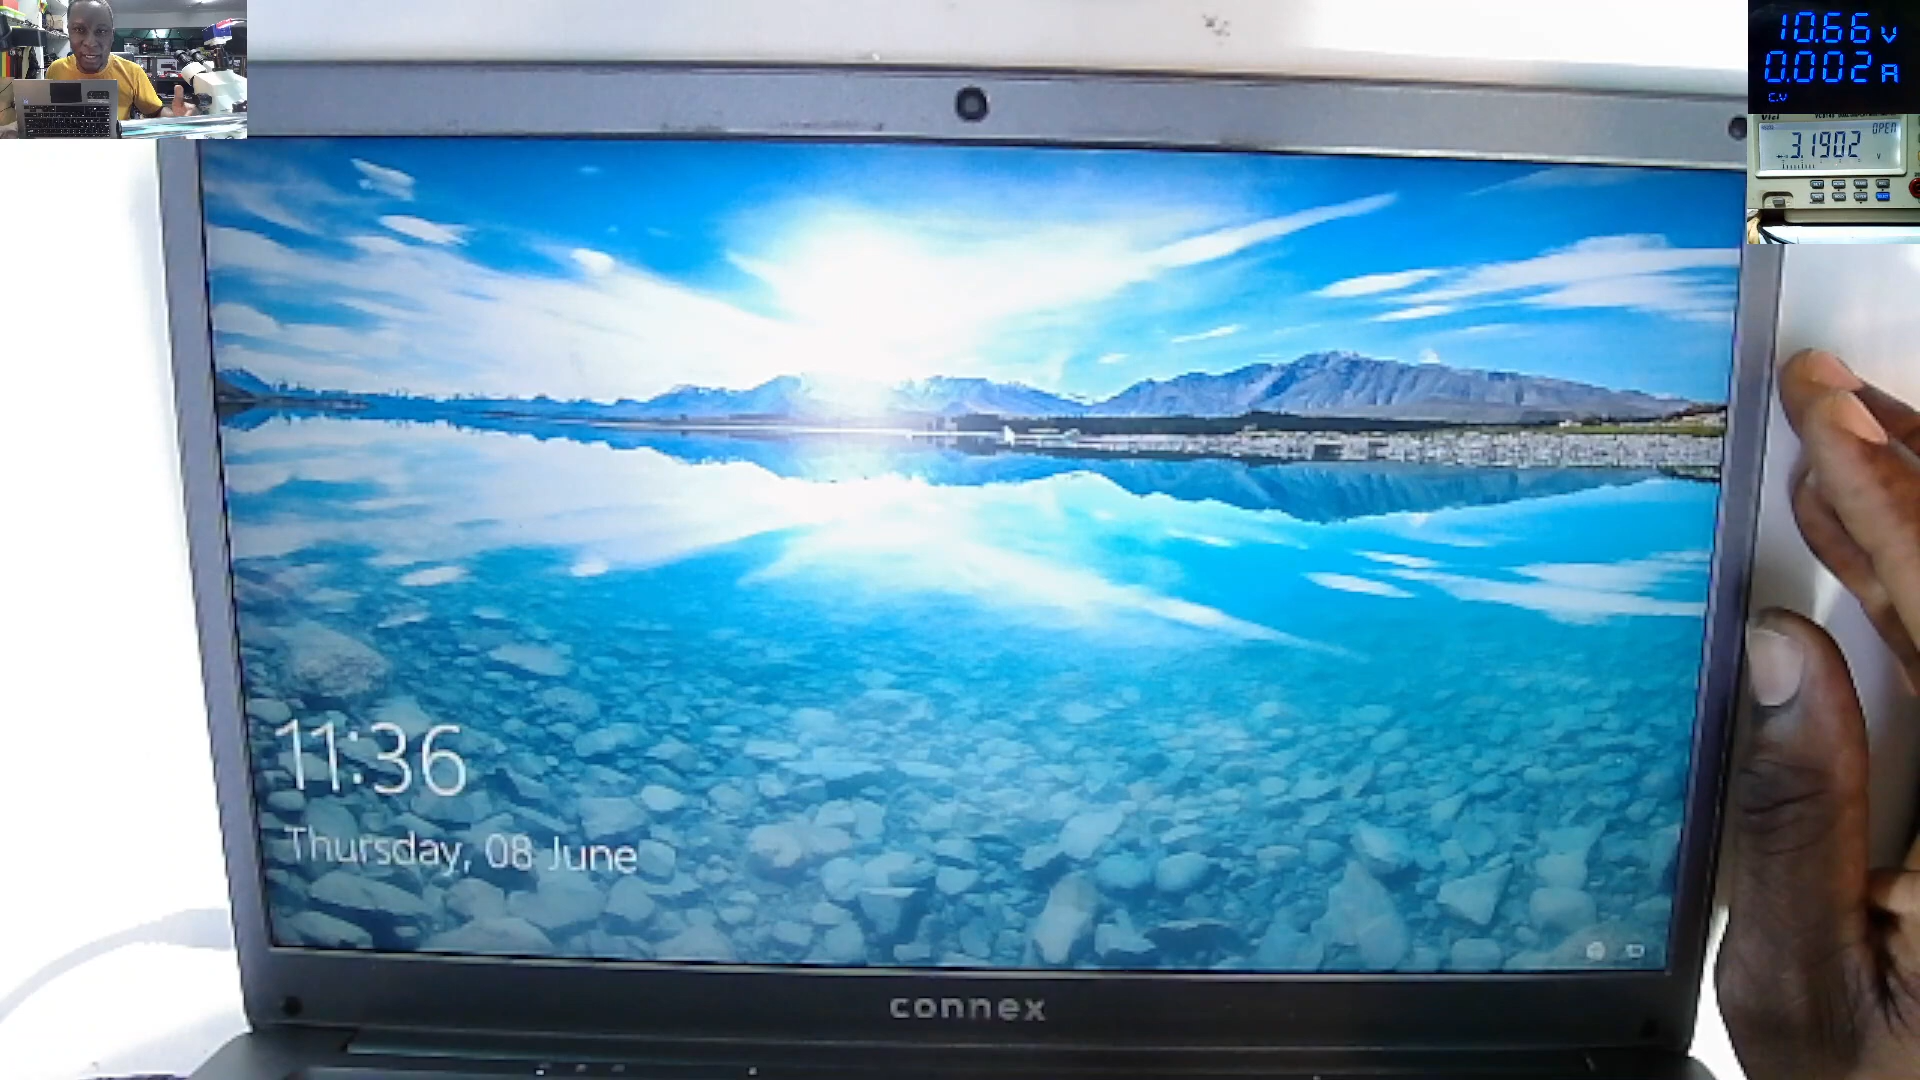 10.66 V
0.002 A
C.V
OPEN
3.1902 V
11:36
Thursday, 08 June
connex